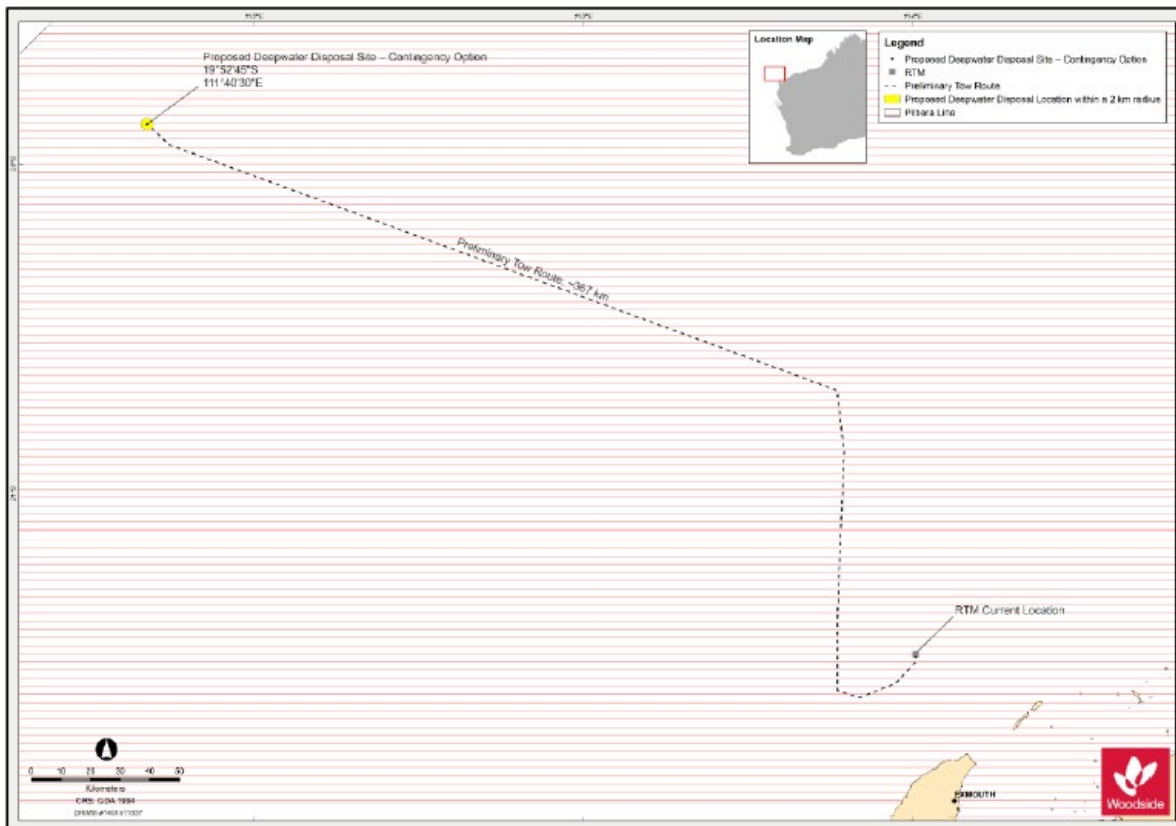 Proposed Deepwater Disposal Site – Contingency Option
19°52'45"S
111°40'30"E
Location Map
Legend
Proposed Deepwater Disposal Site – Contingency Option
RTM
Preliminary Tow Route
Proposed Deepwater Disposal Location within a 2 km radius
Pilbara Line
Preliminary Tow Route: ~367 km
RTM Current Location
0 10 20 30 40 50
Kilometers
CRS: GDA 1994
EXMOUTH
Woodside